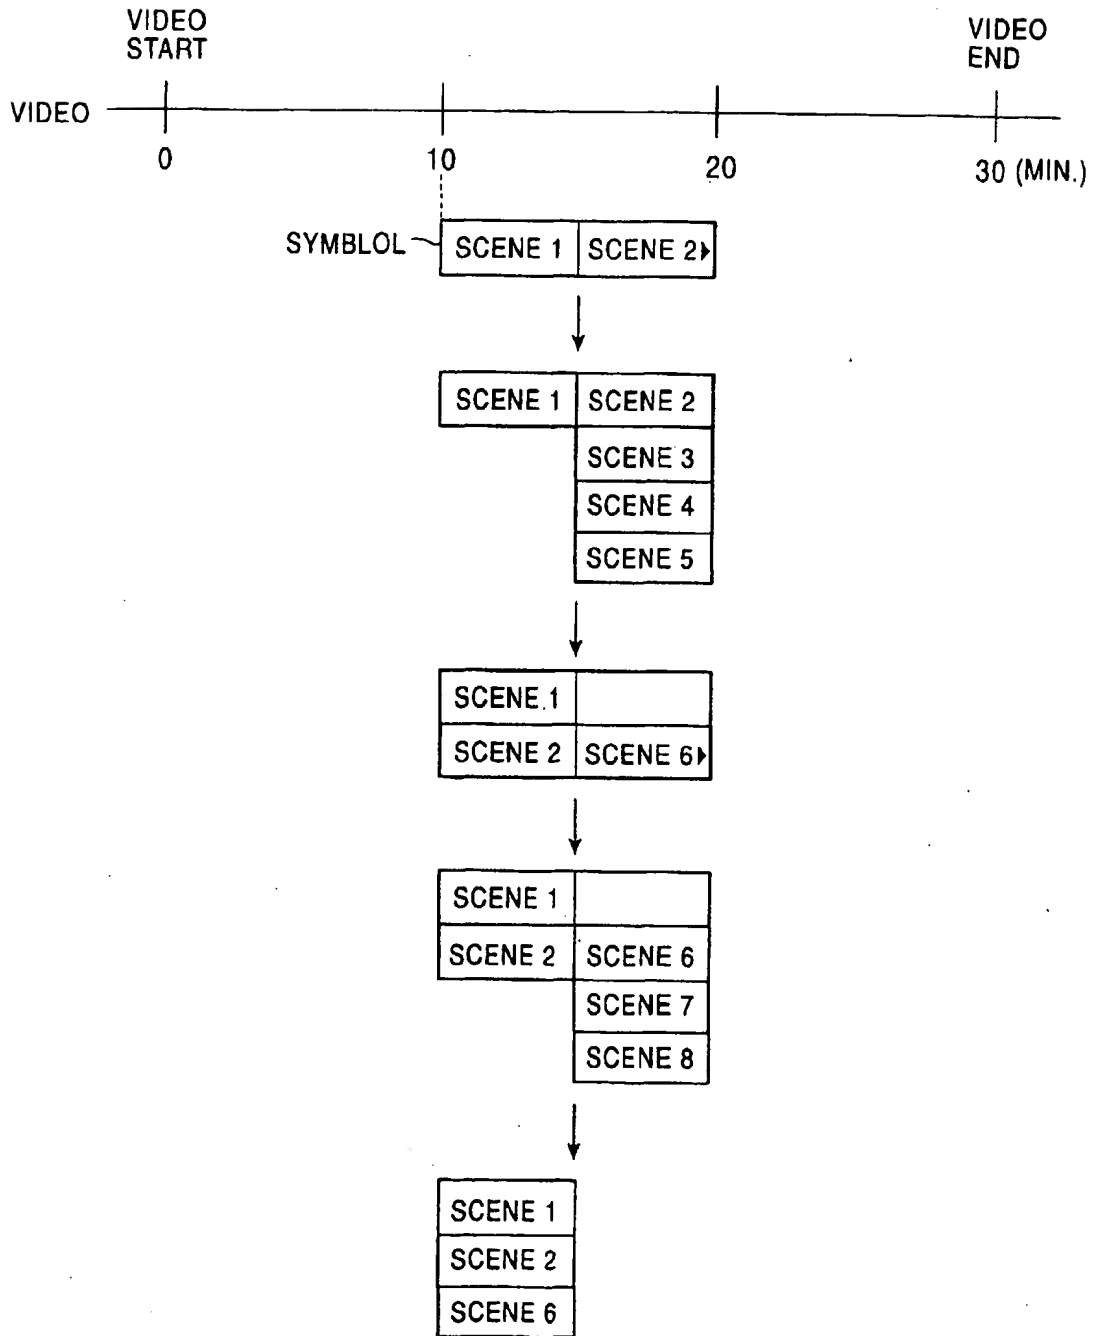 VIDEO
START
VIDEO
END
VIDEO
0 10 20 30 (MIN.)
SYMBLOL SCENE 1 SCENE 2
SCENE 1 SCENE 2
SCENE 3
SCENE 4
SCENE 5
SCENE 1
SCENE 2 SCENE 6
SCENE 1
SCENE 2 SCENE 6
SCENE 7
SCENE 8
SCENE 1
SCENE 2
SCENE 6